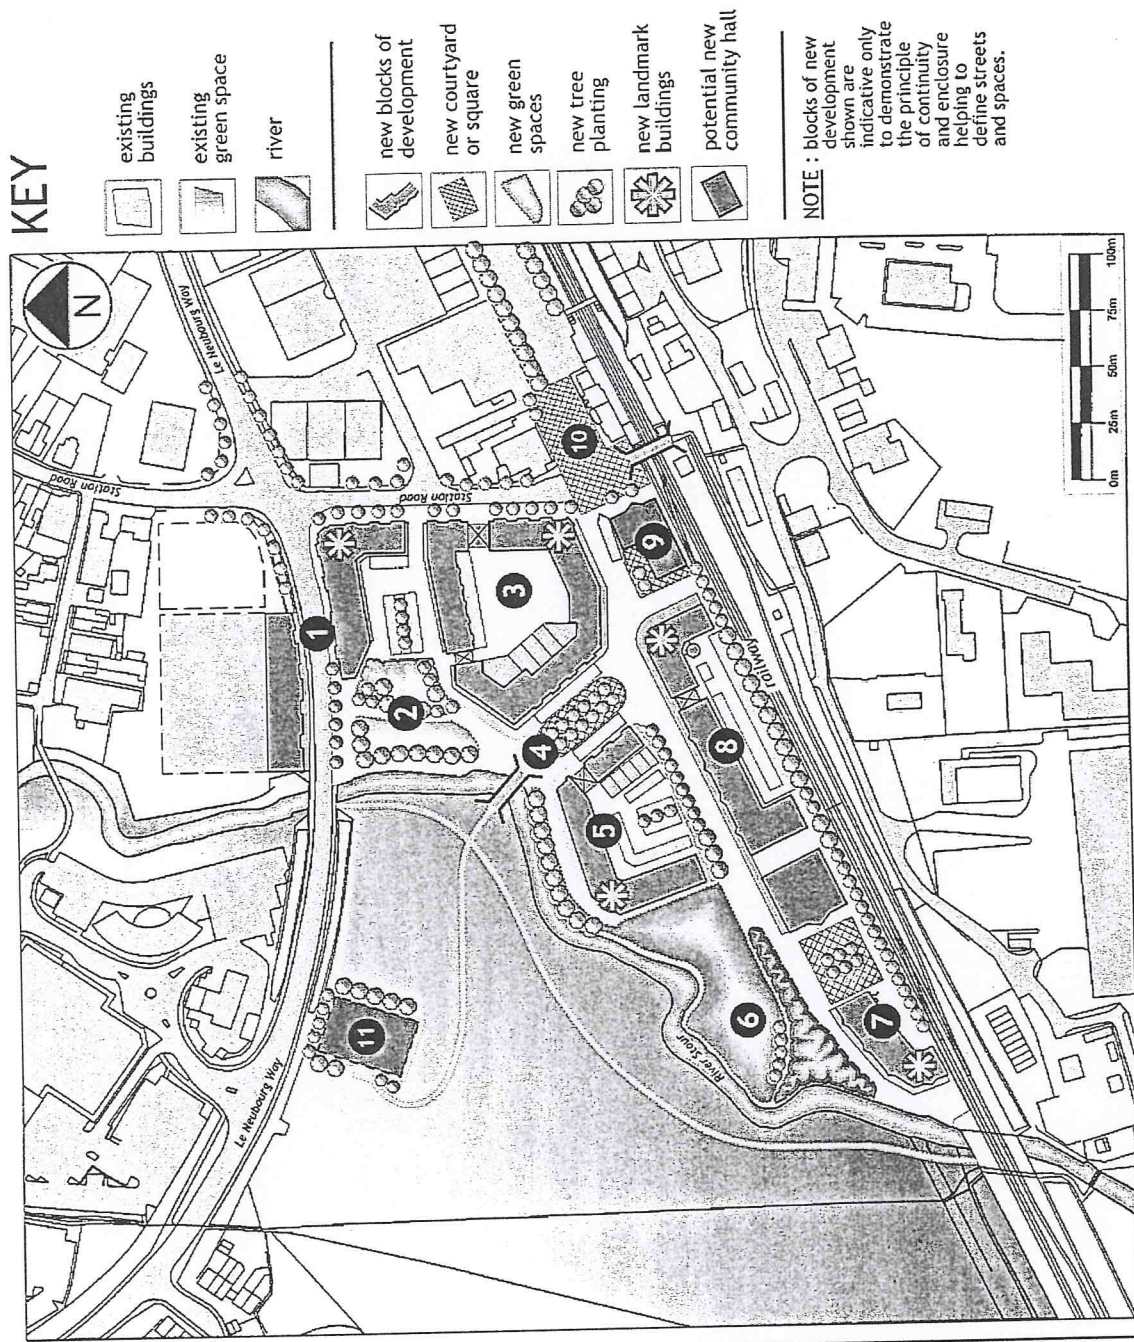 KEY
existing
buildings
existing
green space
river
new blocks of
development
new courtyard
or square
new green
spaces
new tree
planting
new landmark
buildings
potential new
community hall
NOTE : blocks of new
development
shown are
indicative only
to demonstrate
the principle
of continuity
and enclosure
helping to
define streets
and spaces.
N
Le Neubourg Way
Station Road
Station Road
Le Neubourg Way
River Stour
railway
1
2
3
4
5
6
7
8
9
10
11
0m 25m 50m 75m 100m